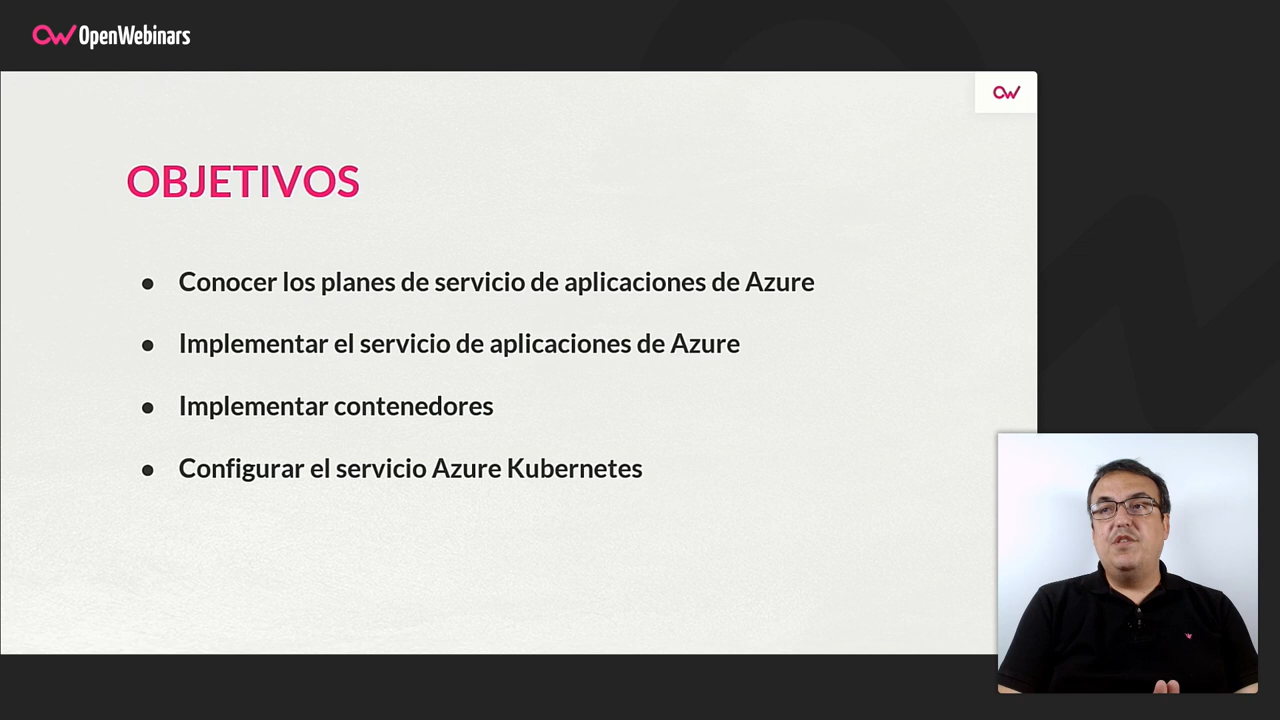 OpenWebinars
OBJETIVOS
● Conocer los planes de servicio de aplicaciones de Azure
● Implementar el servicio de aplicaciones de Azure
● Implementar contenedores
● Configurar el servicio Azure Kubernetes